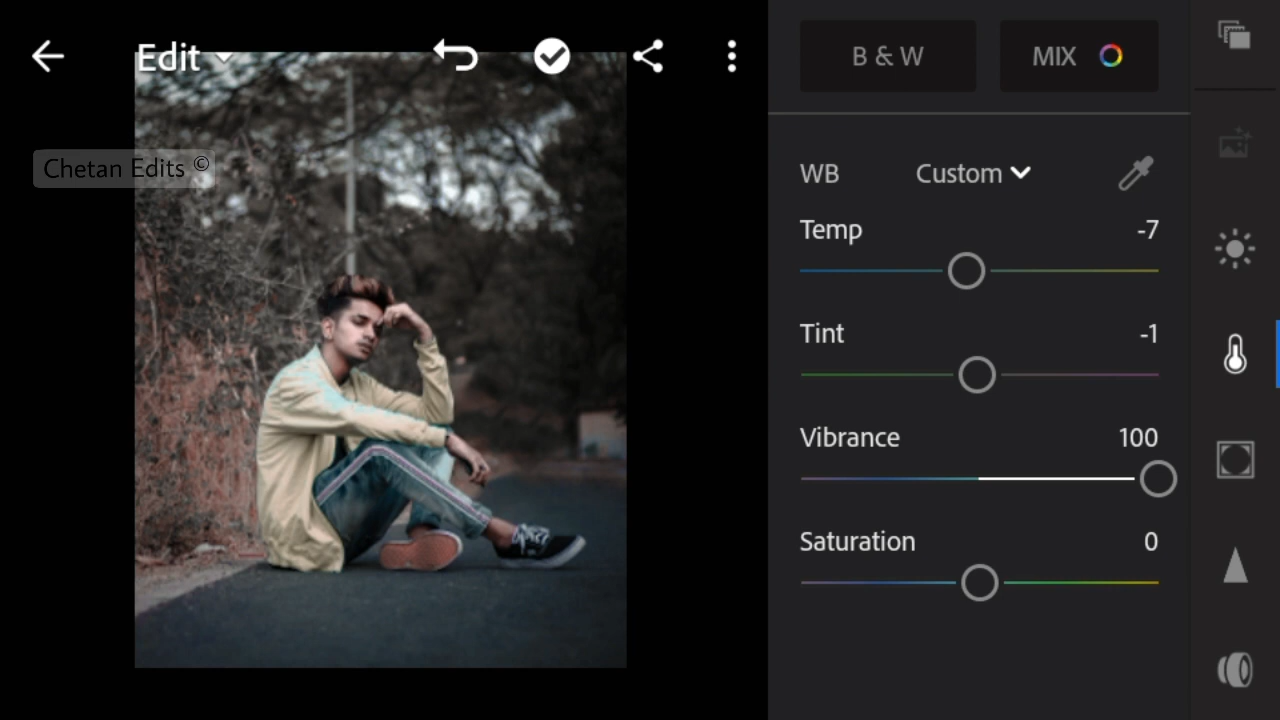 Edit
Chetan Edits ©
B & W
MIX
WB
Custom
Temp
-7
Tint
-1
Vibrance
100
Saturation
0